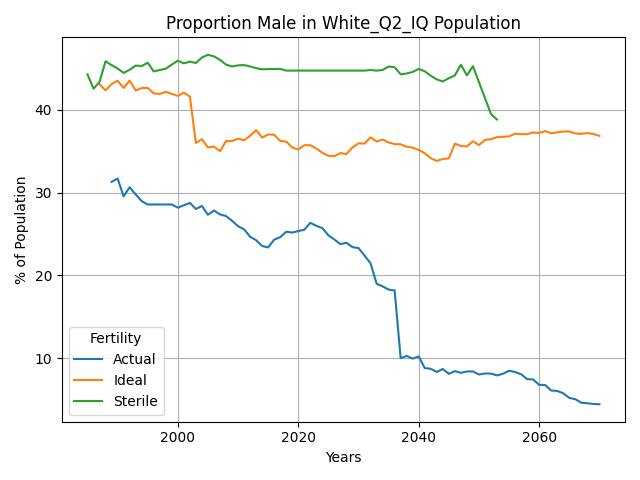 Proportion Male in White_Q2_IQ Population
% of Population
40
30
20
10
Fertility
Actual
Ideal
Sterile
2000 2020 2040 2060
Years